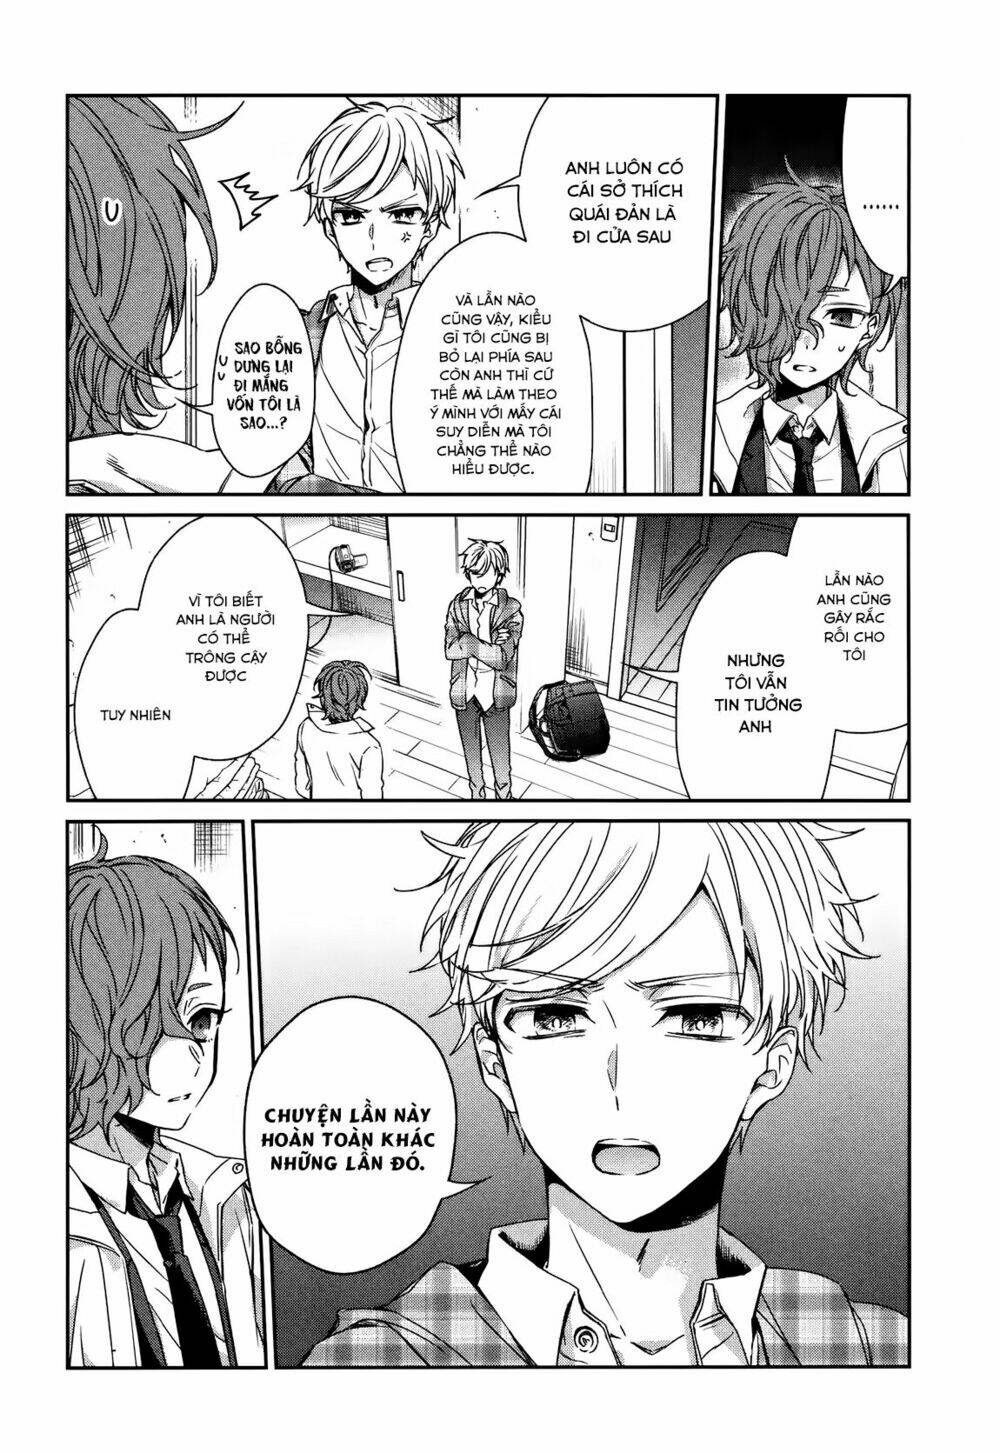 ......
ANH LUÔN CÓ
CÁI SỞ THÍCH
QUÁI ĐẢN LÀ
ĐI CỬA SAU
VÀ LẦN NÀO
CŨNG VẬY, KIỂU
GÌ TÔI CŨNG BỊ
BỎ LẠI PHÍA SAU
CÒN ANH THÌ CỨ
THẾ MÀ LÀM THEO
Ý MÌNH VỚI MẤY CÁI
SUY DIỄN MÀ TÔI
CHẲNG THỂ NÀO
HIỂU ĐƯỢC.
SAO BỖNG
DƯNG LẠI
ĐI MẮNG
VỐN TÔI LÀ
SAO...?
LẦN NÀO
ANH CŨNG
GÂY RẮC
RỐI CHO
TÔI
NHƯNG
TÔI VẪN
TIN TƯỞNG
ANH
VÌ TÔI BIẾT
ANH LÀ NGƯỜI
CÓ THỂ
TRÔNG CẬY
ĐƯỢC
TUY NHIÊN
CHUYỆN LẦN NÀY
HOÀN TOÀN KHÁC
NHỮNG LẦN ĐÓ.